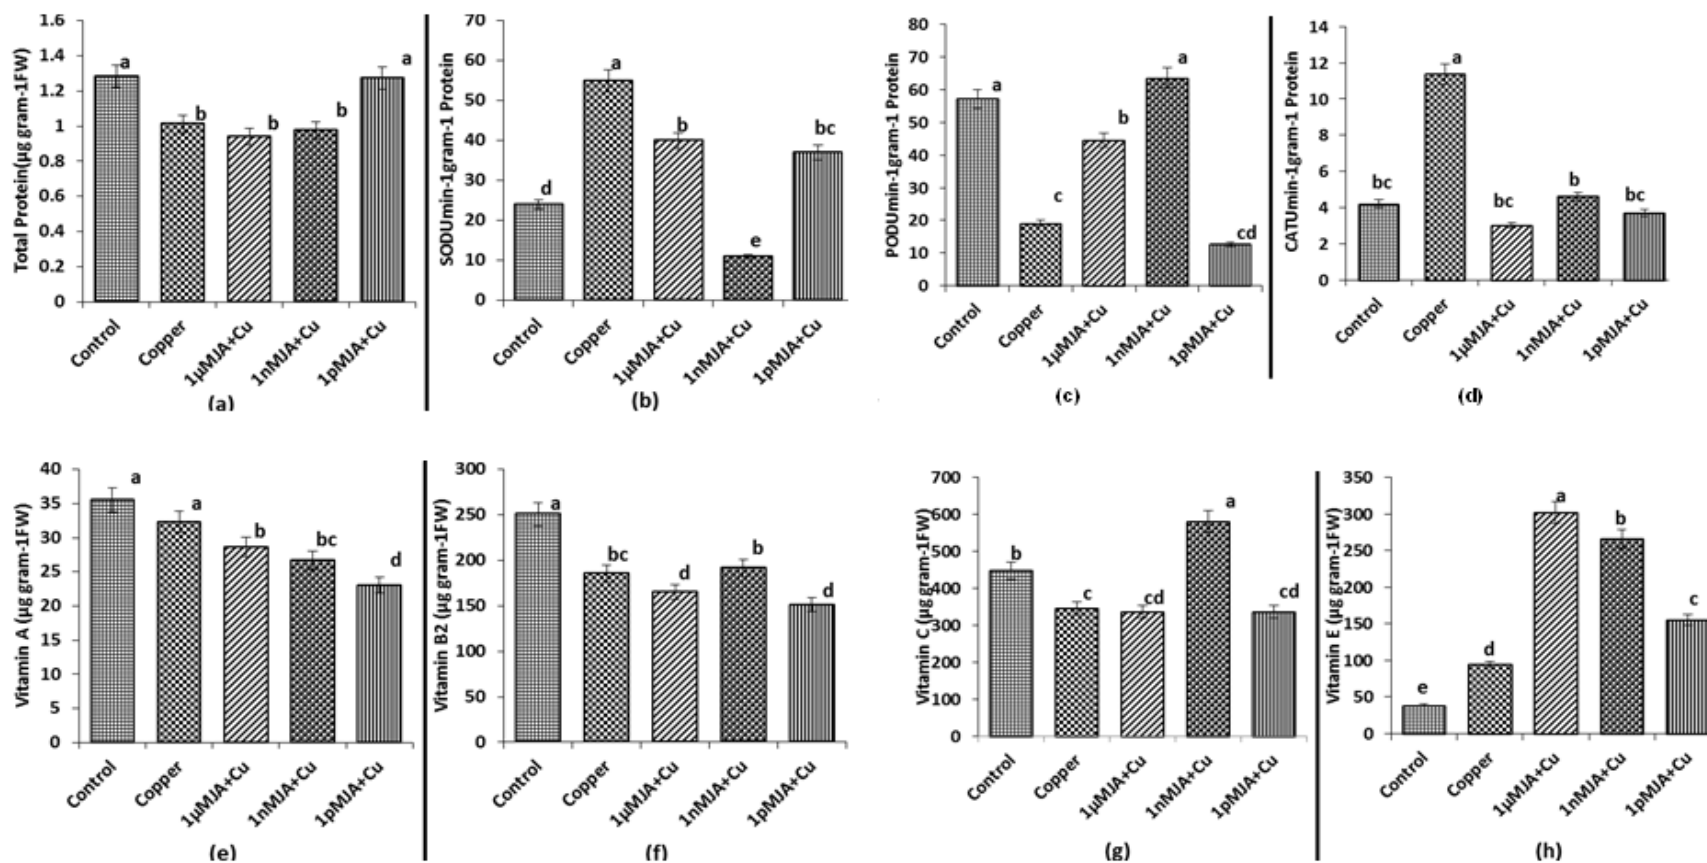 Total Protein(µg gram-1FW)
1.6
1.4
1.2
1
0.8
0.6
0.4
0.2
0
a
b
b
b
a
Control
Copper
1µMJA+Cu
1nMJA+Cu
1pMJA+Cu
(a)
SODUmin-1gram-1 Protein
70
60
50
40
30
20
10
0
d
a
b
e
bc
Control
Copper
1µMJA+Cu
1nMJA+Cu
1pMJA+Cu
(b)
PODUmin-1gram-1 Protein
80
70
60
50
40
30
20
10
0
a
c
b
a
cd
Control
Copper
1µMJA+Cu
1nMJA+Cu
1pMJA+Cu
(c)
CATUmin-1gram-1 Protein
14
12
10
8
6
4
2
0
bc
a
bc
b
bc
Control
Copper
1µMJA+Cu
1nMJA+Cu
1pMJA+Cu
(d)
Vitamin A (µg gram-1FW)
40
35
30
25
20
15
10
5
0
a
a
b
bc
d
Control
Copper
1µMJA+Cu
1nMJA+Cu
1pMJA+Cu
(e)
Vitamin B2 (µg gram-1FW)
300
250
200
150
100
50
0
a
bc
d
b
d
Control
Copper
1µMJA+Cu
1nMJA+Cu
1pMJA+Cu
(f)
Vitamin C (µg gram-1FW)
700
600
500
400
300
200
100
0
b
c
cd
a
cd
Control
Copper
1µMJA+Cu
1nMJA+Cu
1pMJA+Cu
(g)
Vitamin E (µg gram-1FW)
350
300
250
200
150
100
50
0
e
d
a
b
c
Control
Copper
1µMJA+Cu
1nMJA+Cu
1pMJA+Cu
(h)